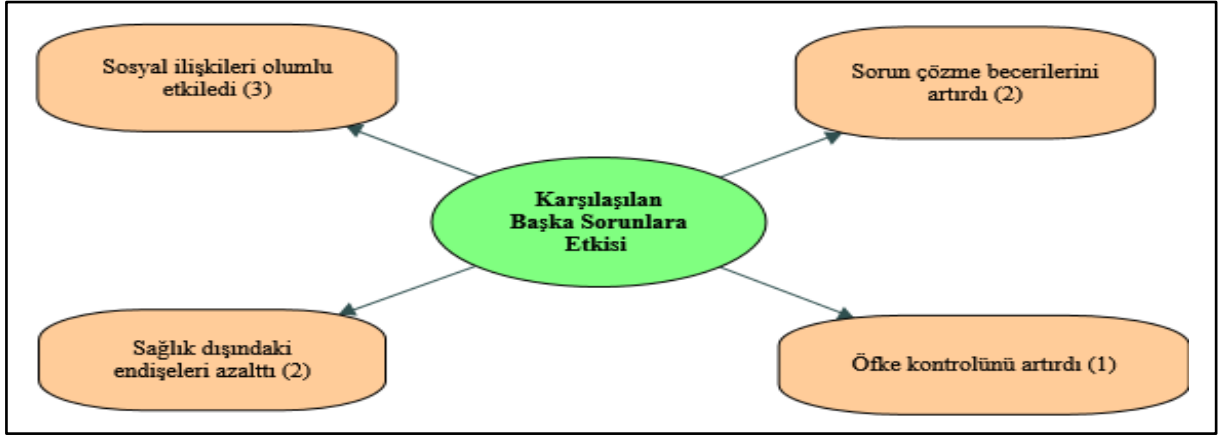 Sosyal ilişkileri olumlu
etkiledi (3)
Sorun çözme becerilerini
artırdı (2)
Karşılaşılan
Başka Sorunlara
Etkisi
Sağlık dışındaki
endişeleri azalttı (2)
Öfke kontrolünü artırdı (1)